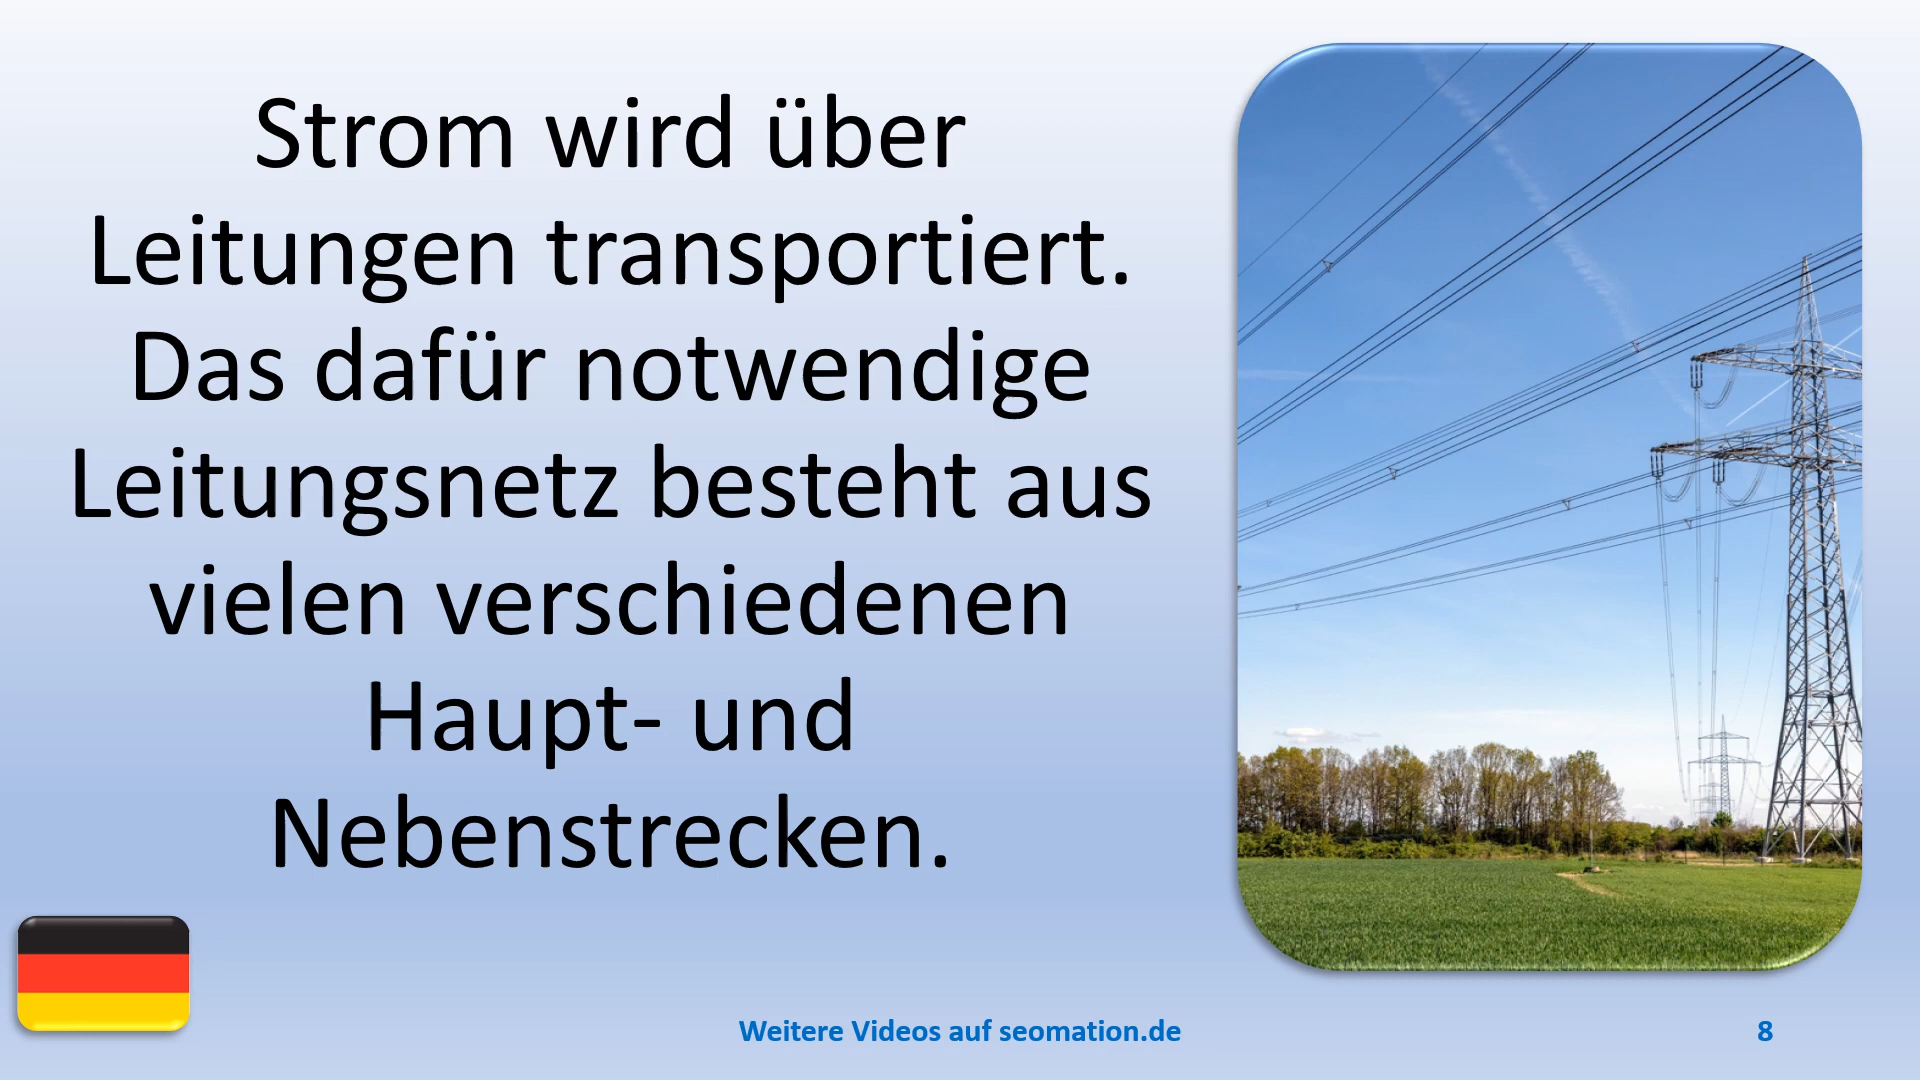 Strom wird über
Leitungen transportiert.
Das dafür notwendige
Leitungsnetz besteht aus
vielen verschiedenen
Haupt- und
Nebenstrecken.
Weitere Videos auf seomation.de
8